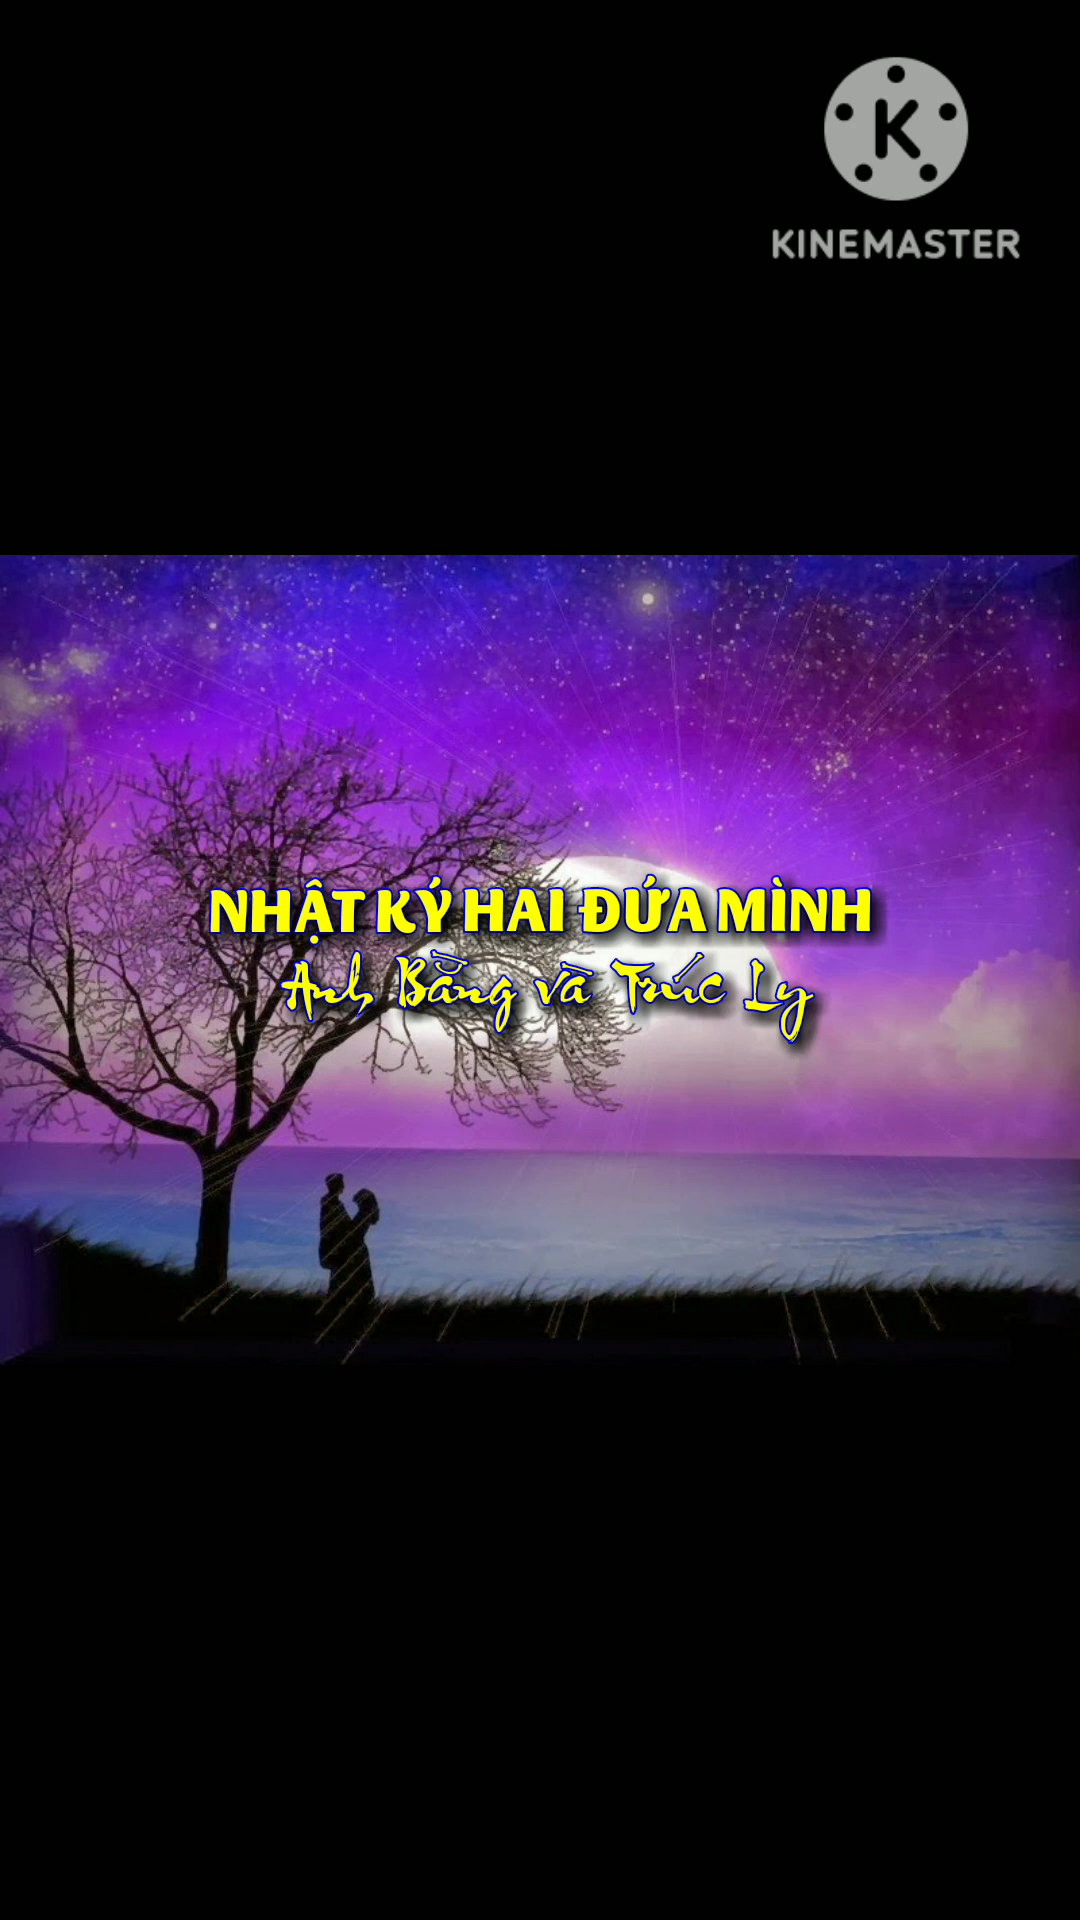 K
KINEMASTER
NHẬT KÝ HAI ĐỨA MÌNH
Anh Bằng và Trúc Ly